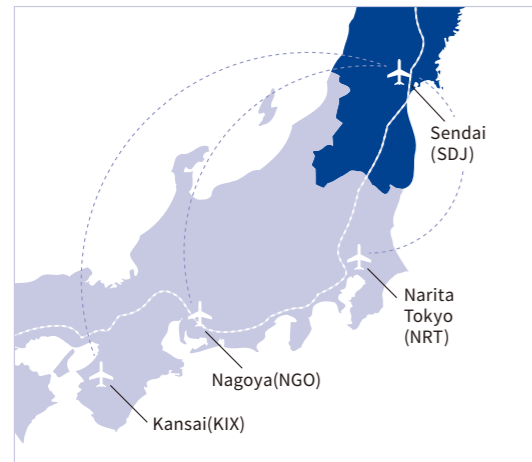 Sendai
(SDJ)
Narita
Tokyo
(NRT)
Nagoya(NGO)
Kansai(KIX)